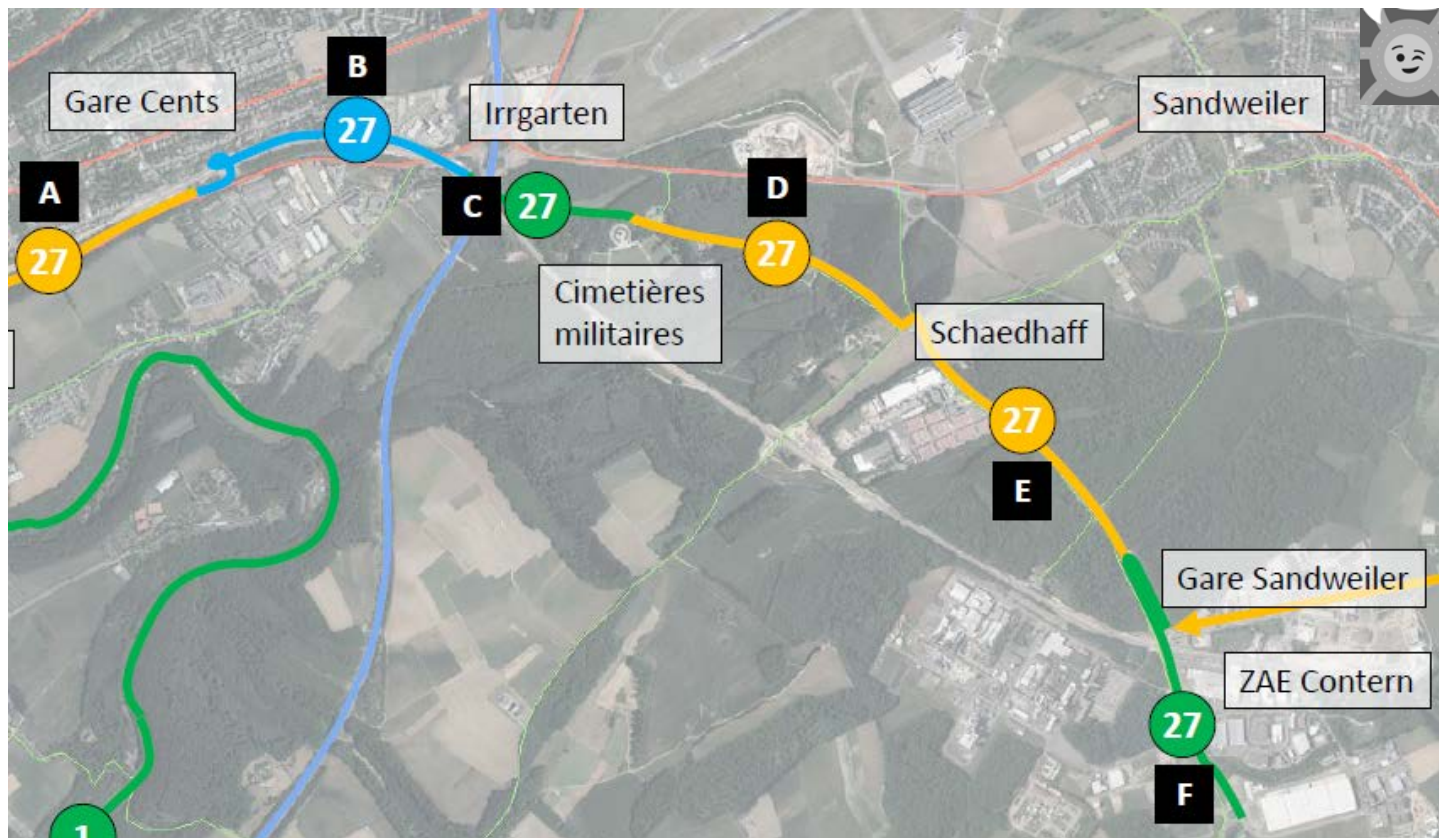 B
Gare Cents
27
Irrgarten
Sandweiler
A
27
C
27
D
27
Cimetières
militaires
Schaedhaff
27
E
Gare Sandweiler
ZAE Contern
27
F
1